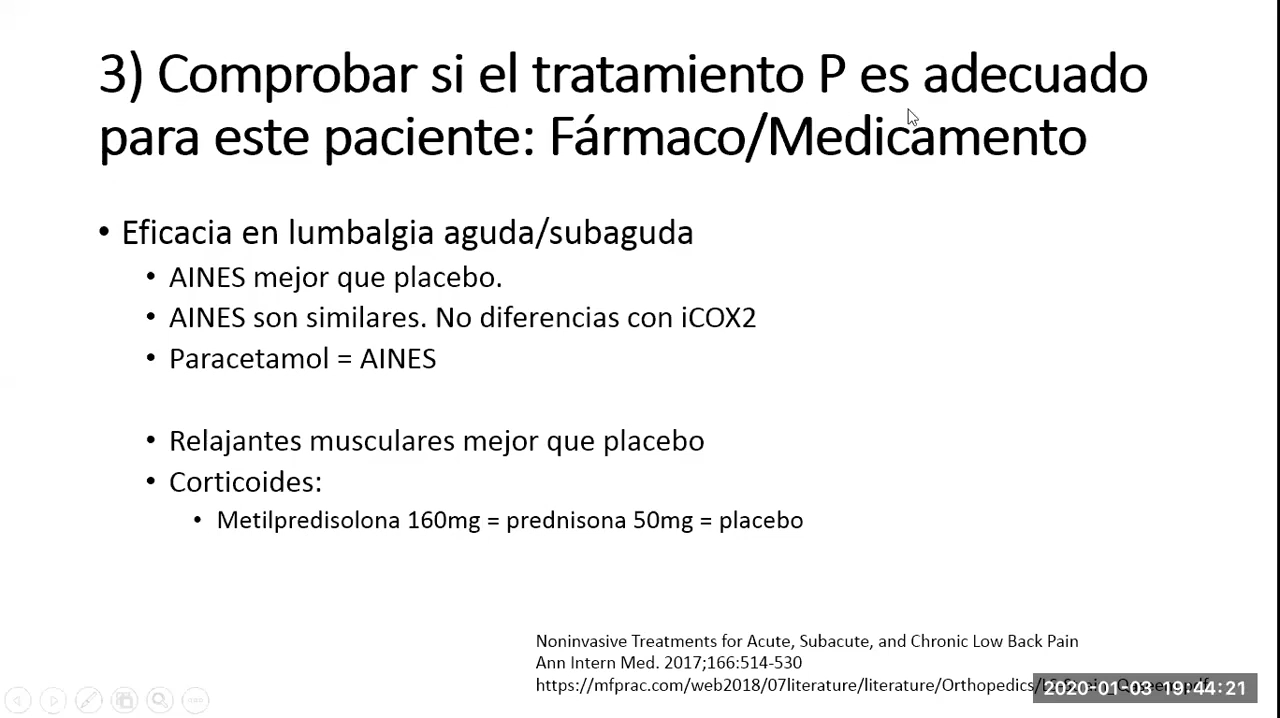 3) Comprobar si el tratamiento P es adecuado
para este paciente: Fármaco/Medicamento
• Eficacia en lumbalgia aguda/subaguda
• AINES mejor que placebo.
• AINES son similares. No diferencias con iCOX2
• Paracetamol = AINES
• Relajantes musculares mejor que placebo
• Corticoides:
• Metilpredisolona 160mg = prednisona 50mg = placebo
Noninvasive Treatments for Acute, Subacute, and Chronic Low Back Pain
Ann Intern Med. 2017;166:514-530
https://mfprac.com/web2018/07literature/literature/Orthopedics/
2020-01-03 19:44:21